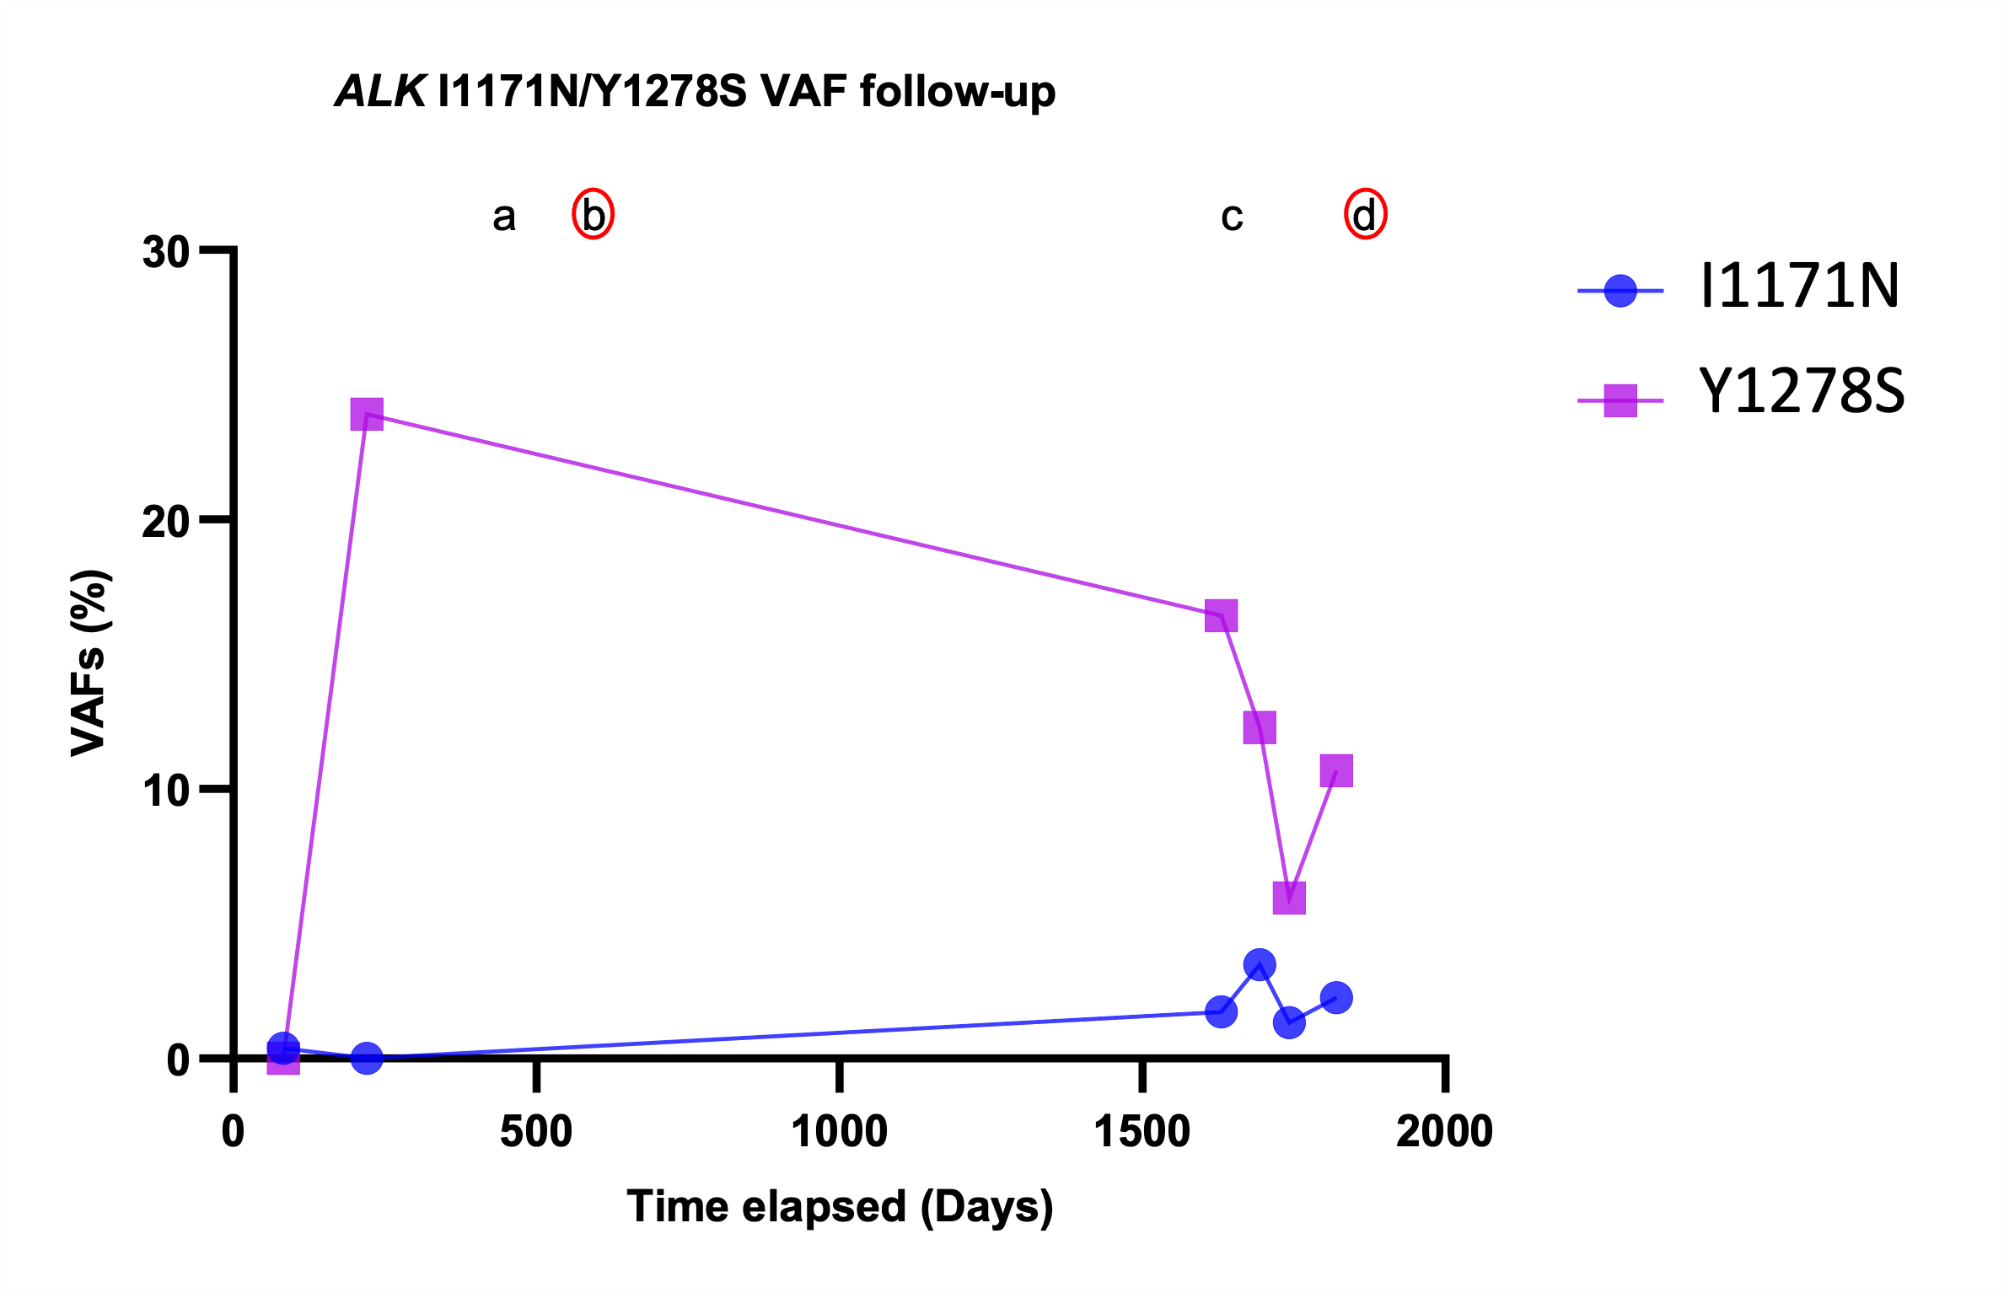 ALK I1171N/Y1278S VAF follow-up
a b c d
30
20
10
0
VAFs (%)
0 500 1000 1500 2000
Time elapsed (Days)
I1171N
Y1278S